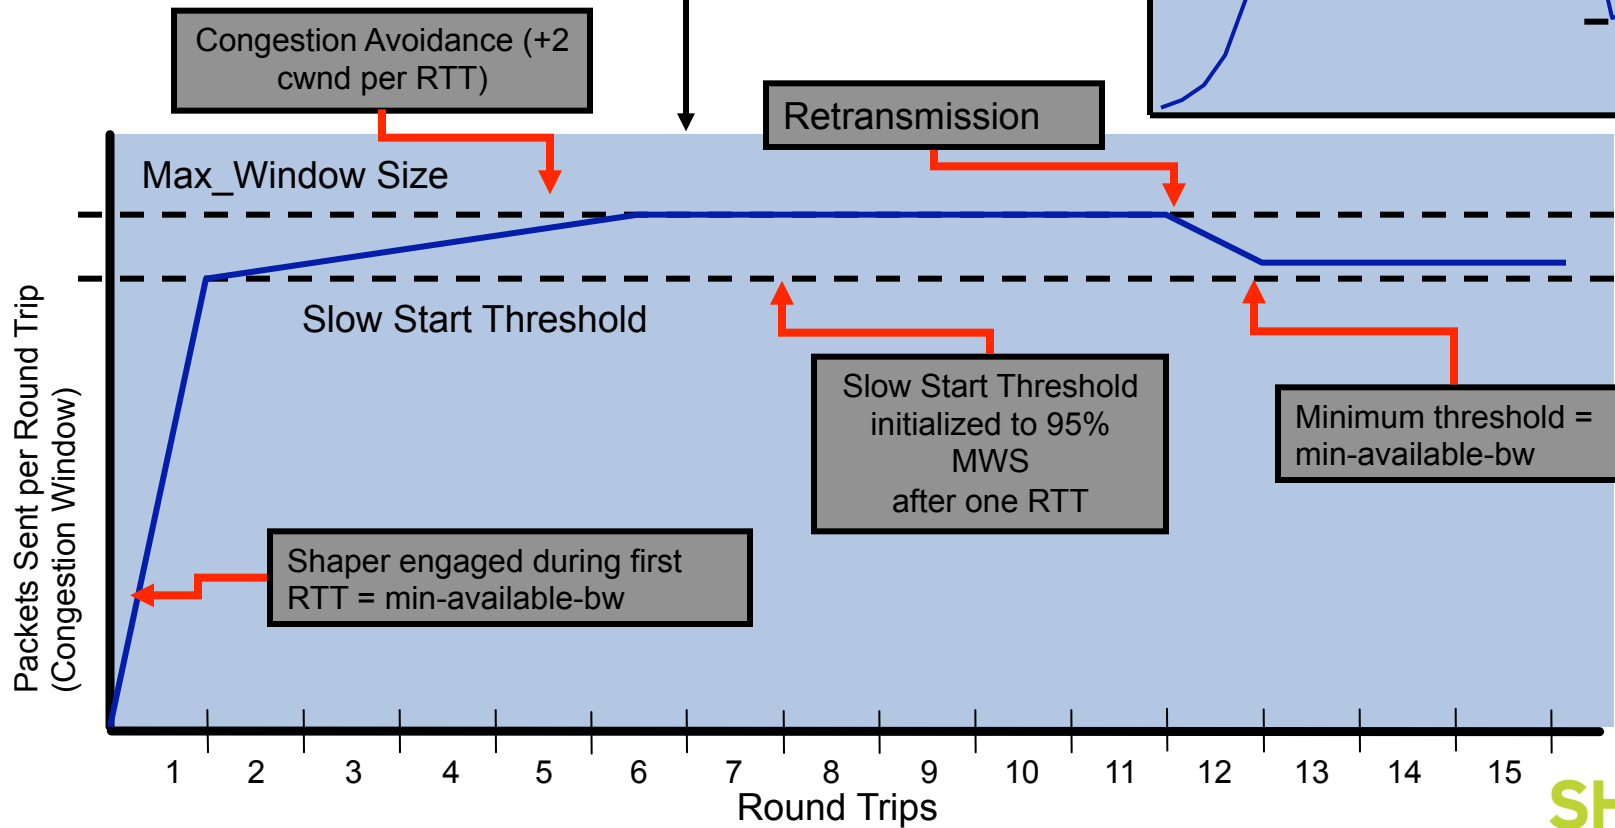 Congestion Avoidance (+2
cwnd per RTT)
Retransmission
Max_Window Size
Slow Start Threshold
Slow Start Threshold
initialized to 95%
MWS
after one RTT
Minimum threshold =
min-available-bw
Shaper engaged during first
RTT = min-available-bw
Packets Sent per Round Trip
(Congestion Window)
1 2 3 4 5 6 7 8 9 10 11 12 13 14 15
Round Trips
SH